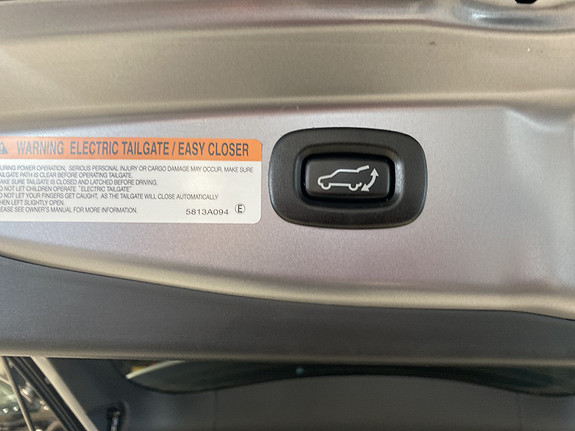 WARNING ELECTRIC TAILGATE / EASY CLOSER
URING POWER OPERATION, SERIOUS PERSONAL INJURY OR CARGO DAMAGE MAY OCCUR. MAKE SURE
AILGATE PATH IS CLEAR BEFORE OPERATING TAILGATE.
MAKE SURE TAILGATE IS CLOSED AND LATCHED BEFORE DRIVING.
DO NOT LET CHILDREN OPERATE "ELECTRIC TAILGATE"
DO NOT LET YOUR FINGERS GET CAUGHT, AS THE TAILGATE WILL CLOSE AUTOMATICALLY
WHEN LEFT SLIGHTLY OPEN.
EASE SEE OWNER'S MANUAL FOR MORE INFORMATION.
5813A094 Ⓔ